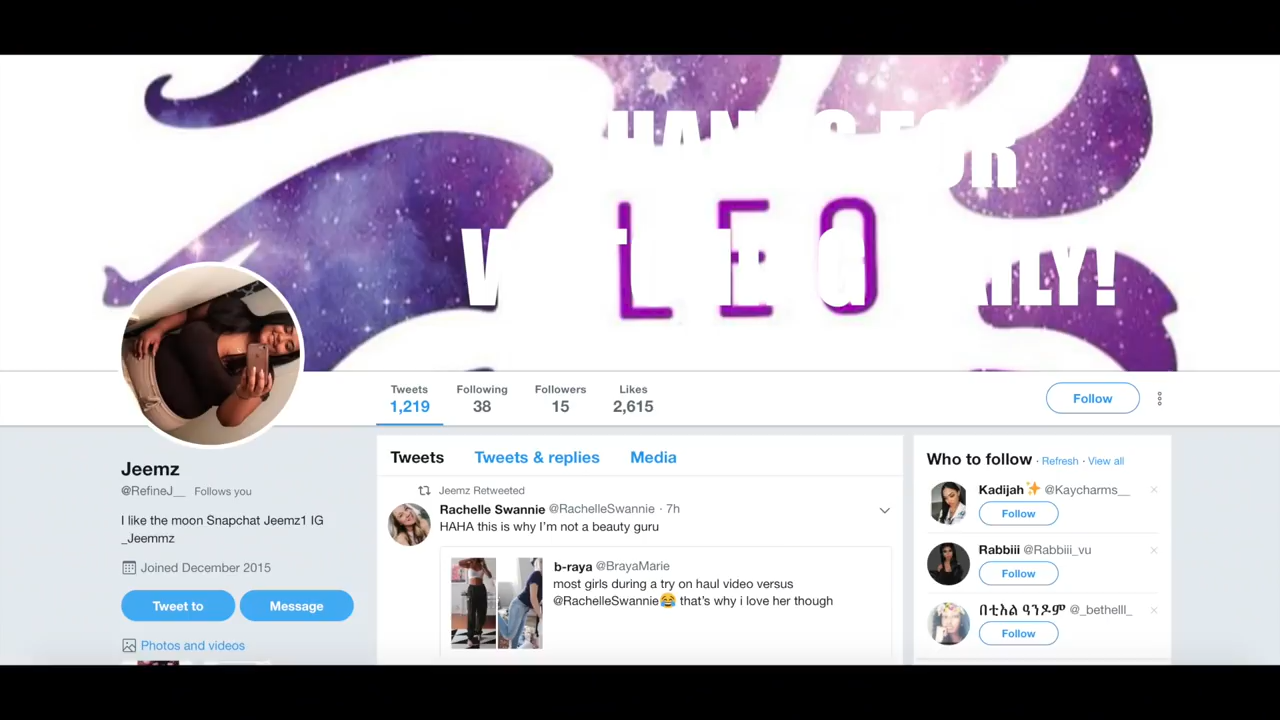 LEO
FOR
Tweets
1,219
Following
38
Followers
15
Likes
2,615
Follow
Jeemz
@RefineJ__ Follows you
I like the moon Snapchat Jeemz1 IG
_Jeemmz
Joined December 2015
Tweet to
Message
Photos and videos
Tweets Tweets & replies Media
Jeemz Retweeted
Rachelle Swannie @RachelleSwannie · 7h
HAHA this is why I’m not a beauty guru
b-raya @BrayaMarie
most girls during a try on haul video versus
@RachelleSwannie😂 that’s why i love her though
Who to follow · Refresh · View all
Kadijah✨ @Kaycharms__
Follow
Rabbiii @Rabbiii_vu
Follow
በቲአል ዓንዶም @_bethelll_
Follow